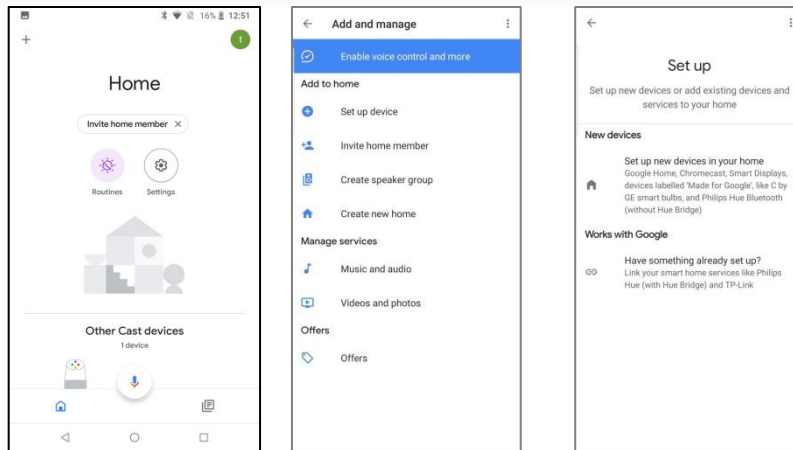 16% 12:51
t
Home
Invite home member ×
Routines Settings
Other Cast devices
1 device
Add and manage
Enable voice control and more
Add to home
Set up device
Invite home member
Create speaker group
Create new home
Manage services
Music and audio
Videos and photos
Offers
Offers
Set up
Set up new devices or add existing devices and
services to your home
New devices
Set up new devices in your home
Google Home, Chromecast, Smart Displays,
devices labelled 'Made for Google', like C by
GE smart bulbs, and Philips Hue Bluetooth
(without Hue Bridge)
Works with Google
Have something already set up?
Link your smart home services like Philips
Hue (with Hue Bridge) and TP-Link